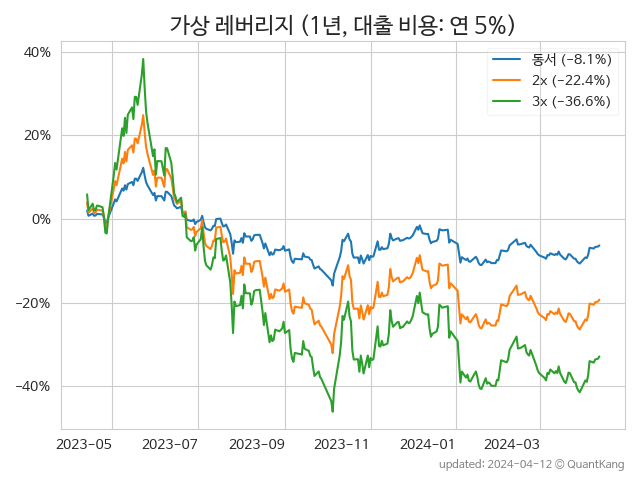 가상 레버리지 (1년, 대출 비용: 연 5%)
동서 (−8.1%)
2x (−22.4%)
3x (−36.6%)
40%
20%
0%
−20%
−40%
2023-05 2023-07 2023-09 2023-11 2024-01 2024-03
updated: 2024-04-12 © QuantKang